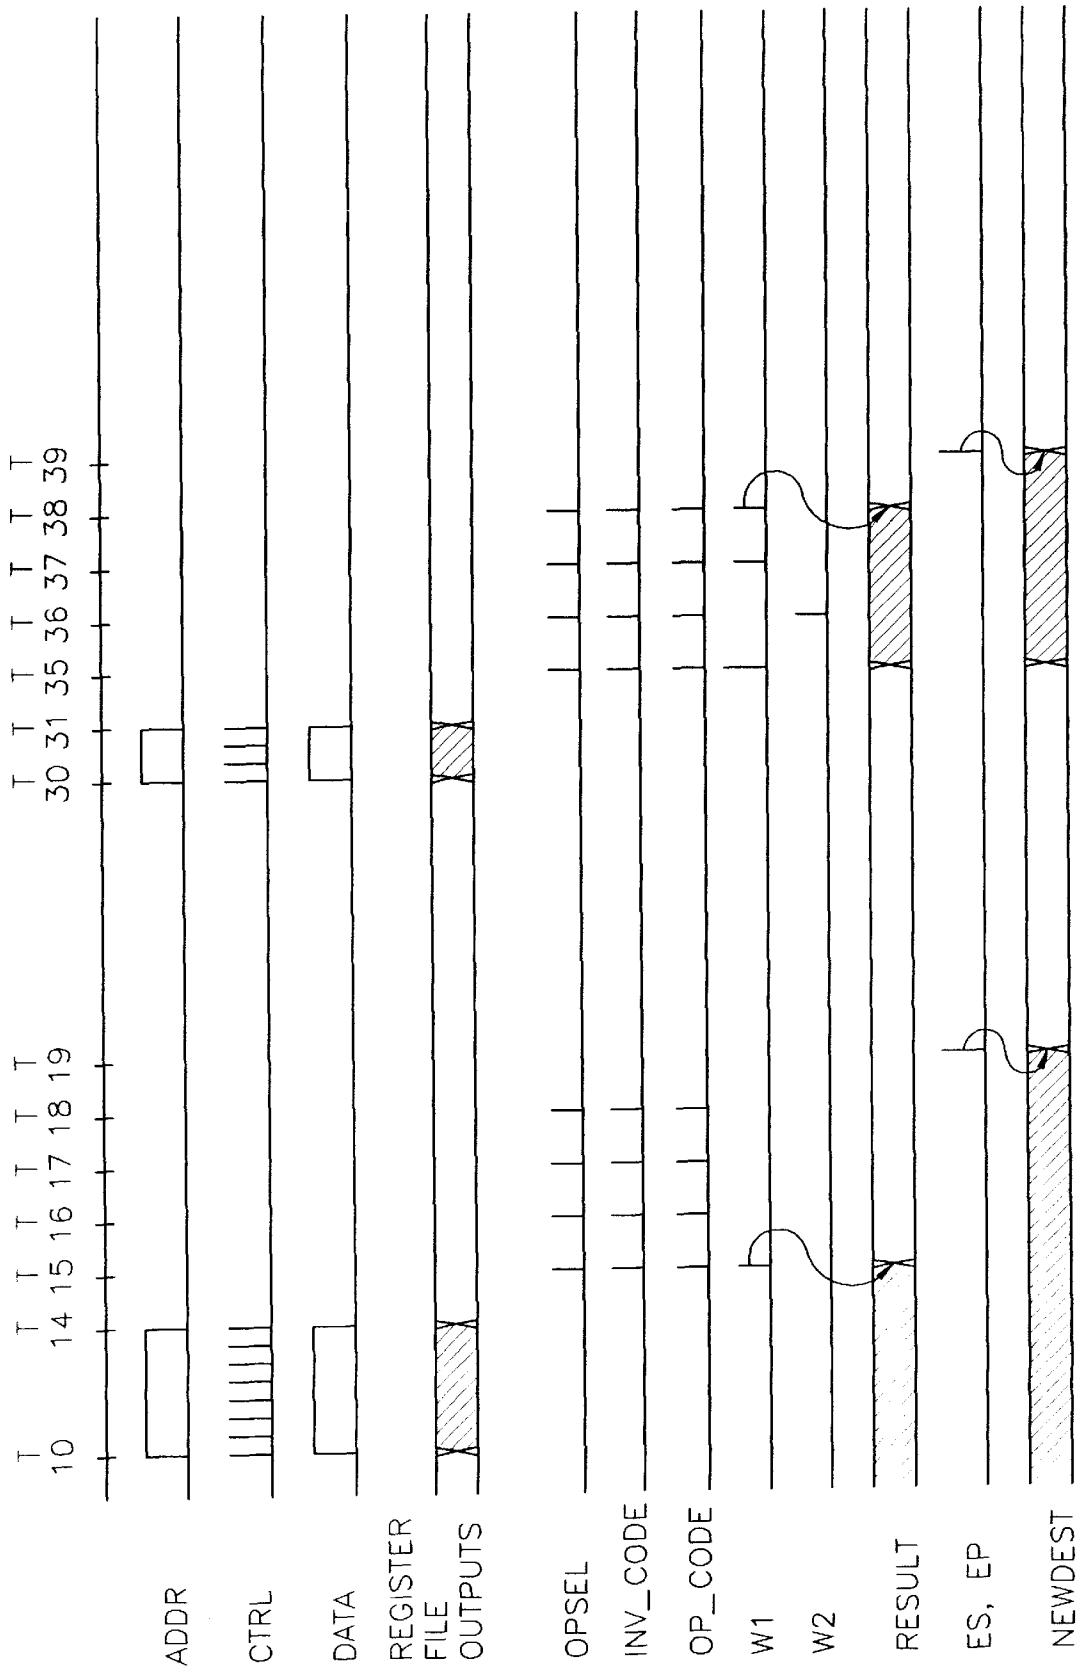 T T T T T T T T T T T T T T
10 14 15 16 17 18 19 30 31 35 36 37 38 39
ADDR
CTRL
DATA
REGISTER
FILE
OUTPUTS
OPSEL
INV_CODE
OP_CODE
W1
W2
RESULT
ES, EP
NEWDEST